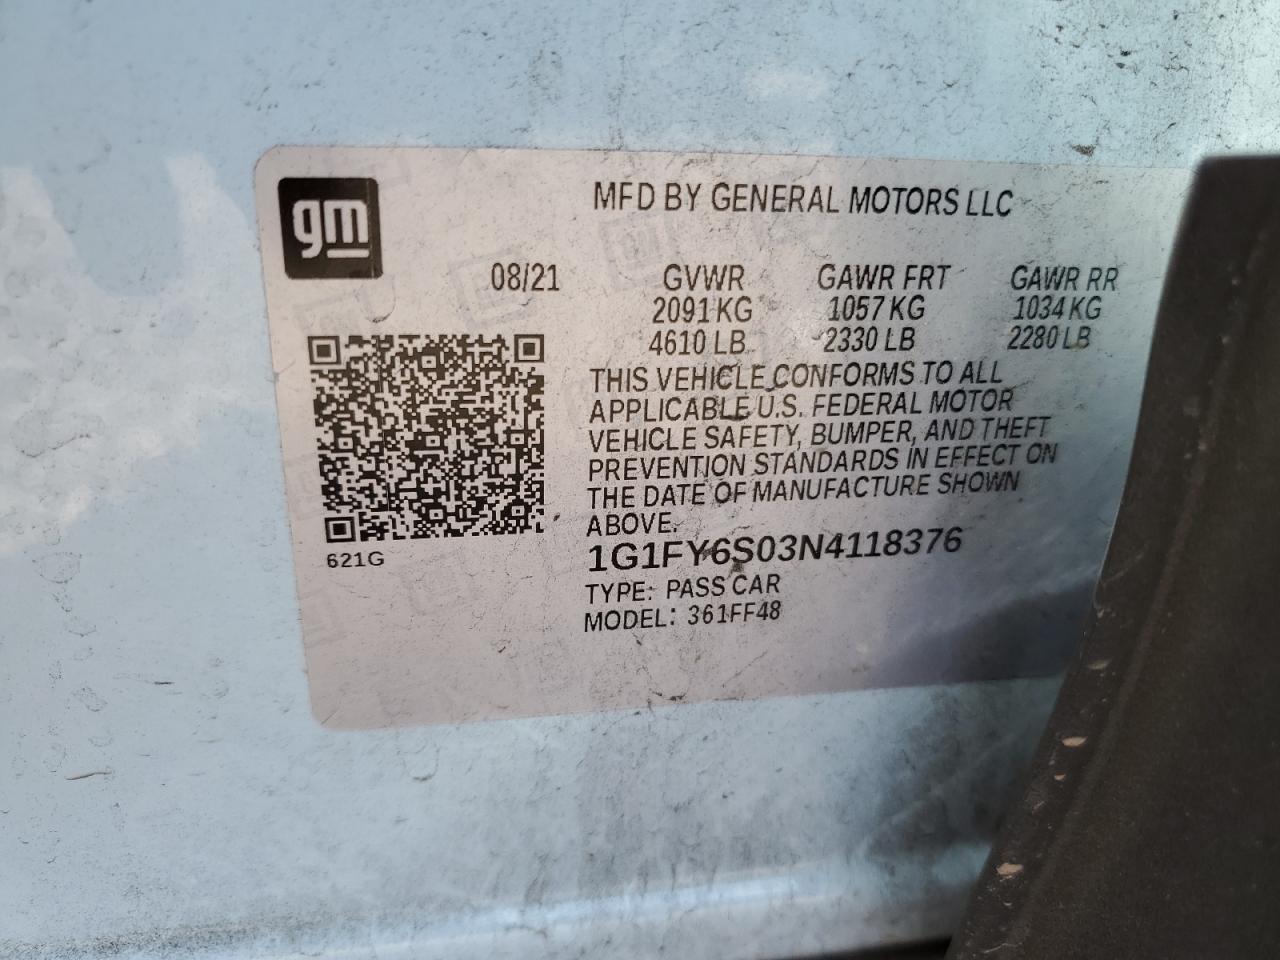 gm
MFD BY GENERAL MOTORS LLC
08/21 GVWR GAWR FRT GAWR RR
2091 KG 1057 KG 1034 KG
4610 LB 2330 LB 2280 LB
THIS VEHICLE CONFORMS TO ALL
APPLICABLE U.S. FEDERAL MOTOR
VEHICLE SAFETY, BUMPER, AND THEFT
PREVENTION STANDARDS IN EFFECT ON
THE DATE OF MANUFACTURE SHOWN
ABOVE.
621G
1G1FY6S03N4118376
TYPE: PASS CAR
MODEL: 361FF48